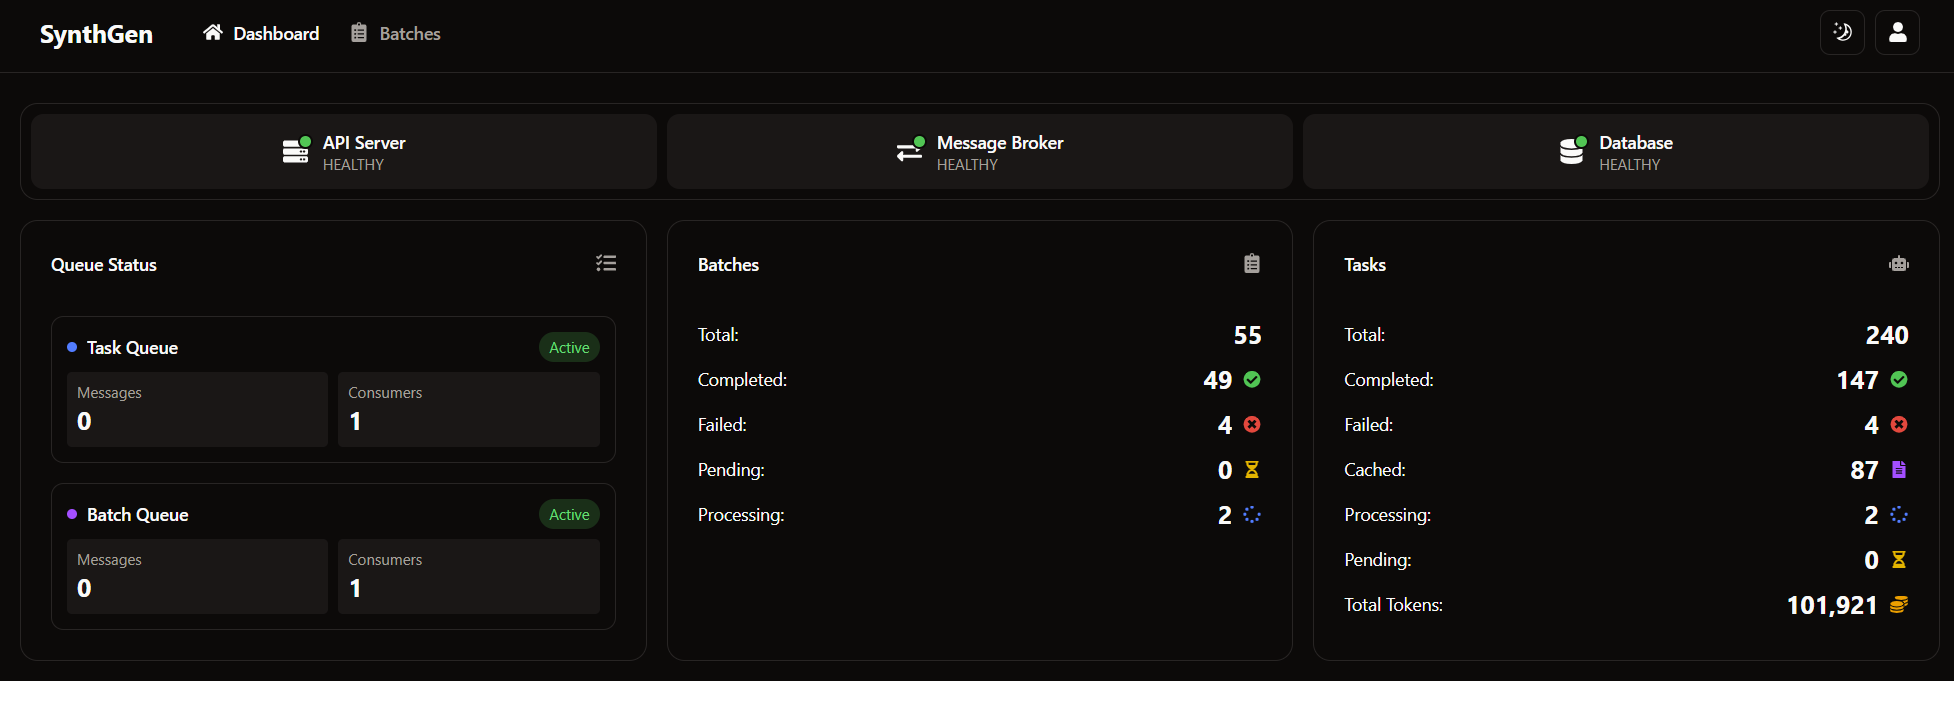 SynthGen
Dashboard
Batches
API Server
HEALTHY
Message Broker
HEALTHY
Database
HEALTHY
Queue Status
Task Queue
Active
Messages
0
Consumers
1
Batch Queue
Active
Messages
0
Consumers
1
Batches
Total: 55
Completed: 49
Failed: 4
Pending: 0
Processing: 2
Tasks
Total: 240
Completed: 147
Failed: 4
Cached: 87
Processing: 2
Pending: 0
Total Tokens: 101,921